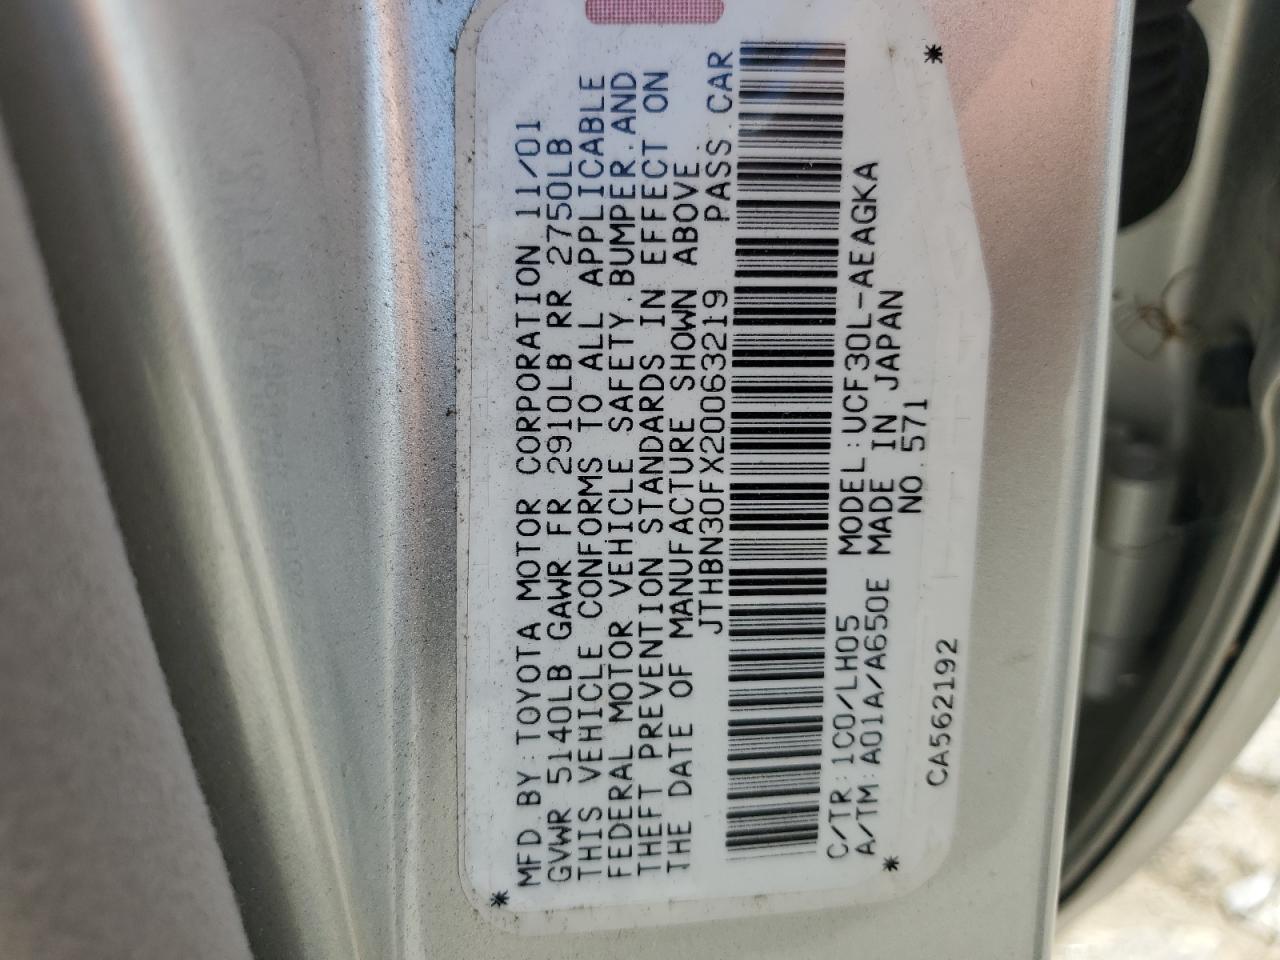 MFD.BY:TOYOTA MOTOR CORPORATION 11/01
GVWR 5140LB GAWR FR 2910LB RR 2750LB
THIS VEHICLE CONFORMS TO ALL APPLICABLE
FEDERAL MOTOR VEHICLE SAFETY,BUMPER,AND
THEFT PREVENTION STANDARDS IN EFFECT ON
THE DATE OF MANUFACTURE SHOWN ABOVE.
JTHBN30FX20063219 PASS.CAR
C/TR:1C0/LH05 MODEL:UCF30L-AEAGKA
A/TM:A01A/A650E MADE IN JAPAN
NO.571
CA562192